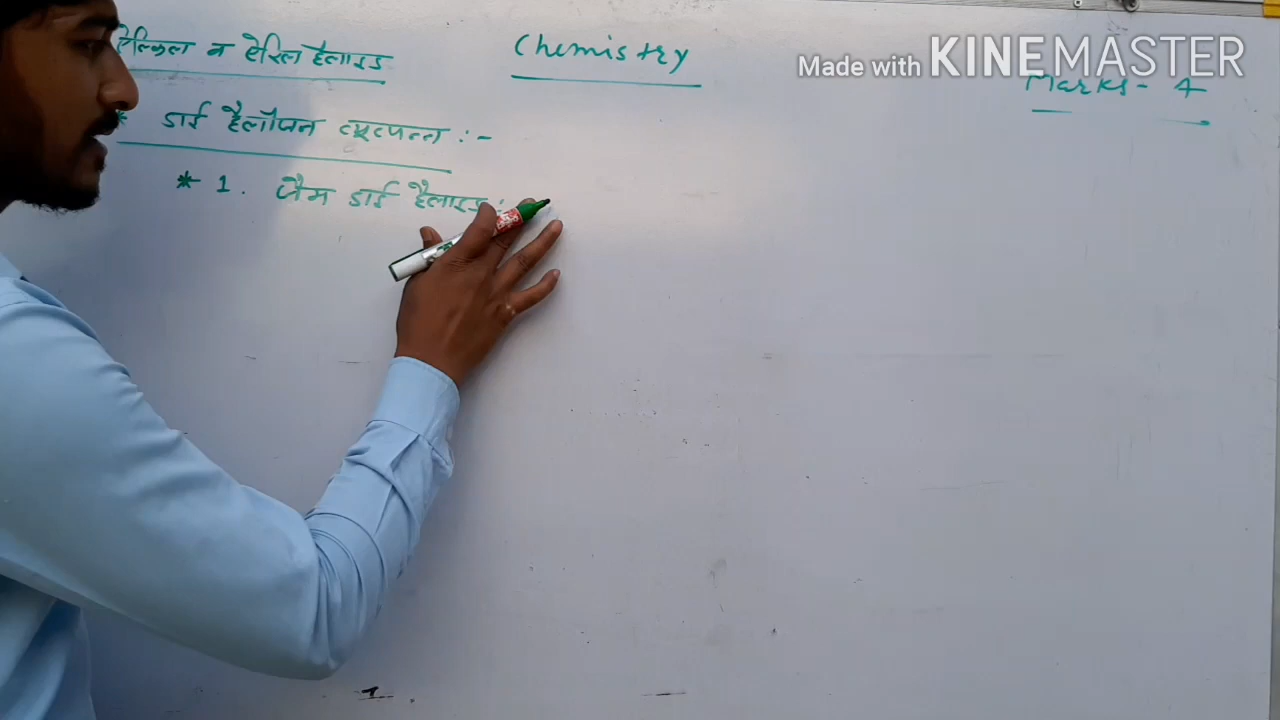 ऐल्किल व ऐरिल हैलाइड
Chemistry
Made with KINEMASTER
Marks - 4
* डाई हैलोजन व्यूत्पन्न :-
* 1. जैम डाई हैलाइड :